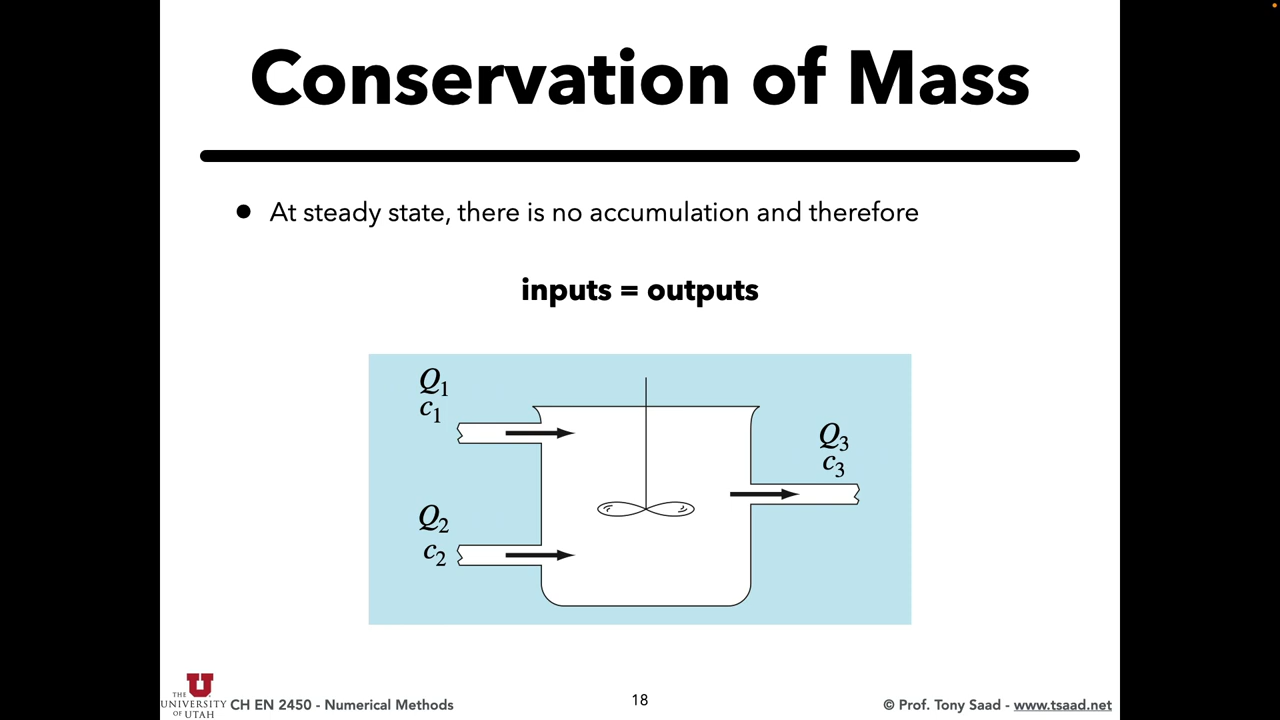 Conservation of Mass
● At steady state, there is no accumulation and therefore
inputs = outputs
Q₁
c₁
Q₂
c₂
Q₃
c₃
THE
UNIVERSITY
OF UTAH
CH EN 2450 - Numerical Methods
18
© Prof. Tony Saad - www.tsaad.net